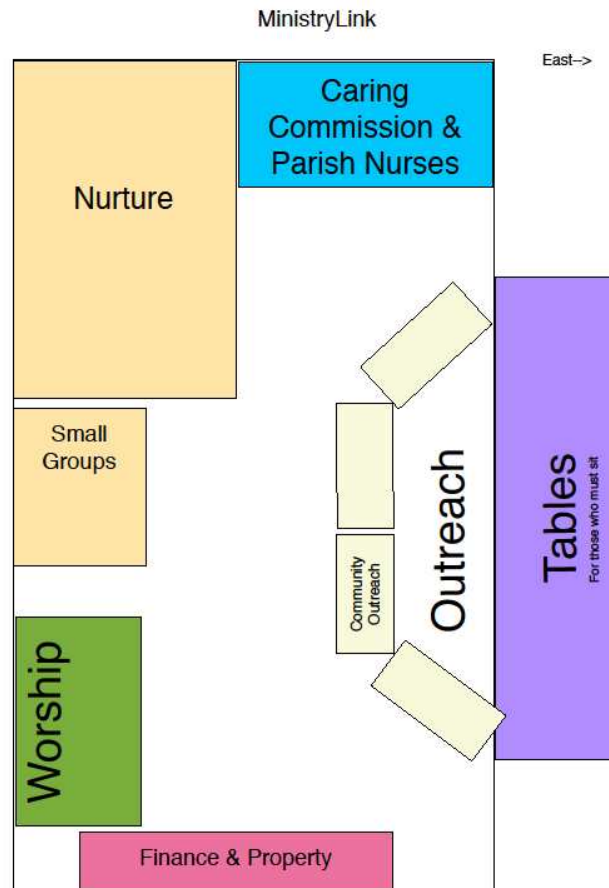 MinistryLink
East-->
Caring
Commission &
Parish Nurses
Nurture
Small
Groups
Outreach
Tables
For those who must sit
Community
Outreach
Worship
Finance & Property